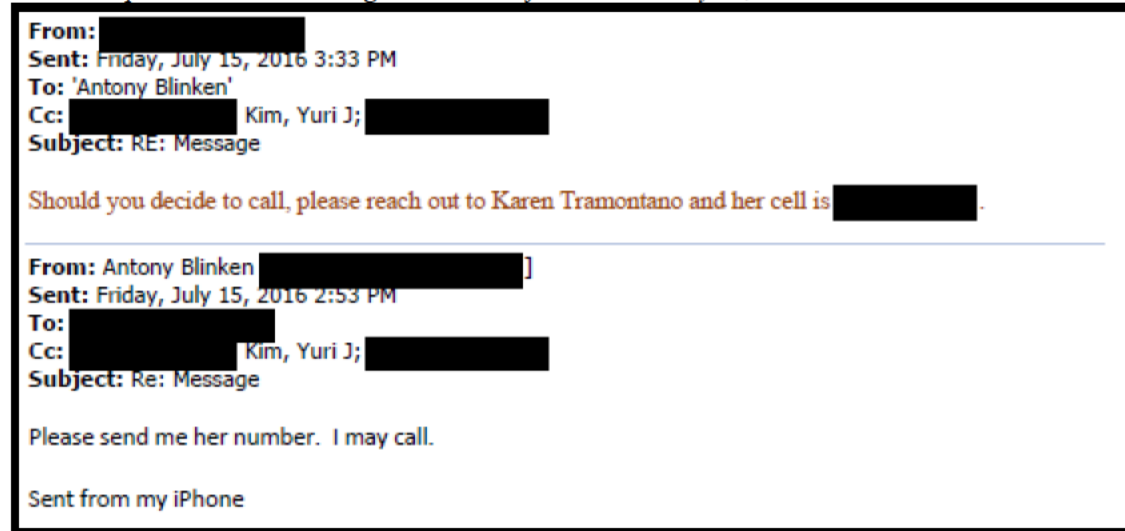 From:
Sent: Friday, July 15, 2016 3:33 PM
To: 'Antony Blinken'
Cc: Kim, Yuri J;
Subject: RE: Message
Should you decide to call, please reach out to Karen Tramontano and her cell is .
From: Antony Blinken ]
Sent: Friday, July 15, 2016 2:53 PM
To:
Cc: Kim, Yuri J;
Subject: Re: Message
Please send me her number. I may call.
Sent from my iPhone